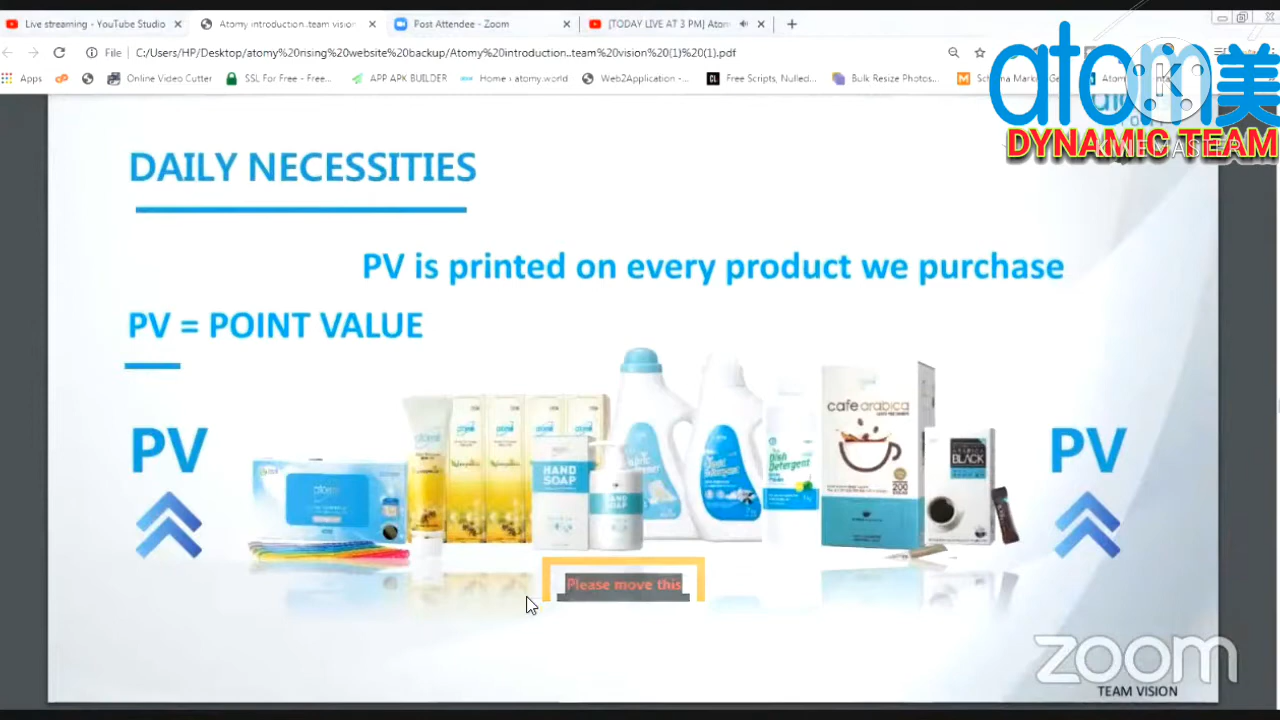 Live streaming - YouTube Studio
Atomy introduction..team vision
Post Attendee - Zoom
[TODAY LIVE AT 3 PM] Atom
File
C:/Users/HP/Desktop/atomy%20rising%20website%20backup/Atomy%20introduction..team%20vision%20(1)%20(1).pdf
Apps
Online Video Cutter
SSL For Free - Free...
APP APK BUILDER
Home › atomy.world
Web2Application -...
Free Scripts, Nulled...
Bulk Resize Photos...
atom美
K
DYNAMIC TEAM
KINEMASTER
DAILY NECESSITIES
PV is printed on every product we purchase
PV = POINT VALUE
PV
PV
HAND
SOAP
HAND
SOAP
Dish
Detergent
cafe arabica
200
BLACK
Please move this
zoom
TEAM VISION